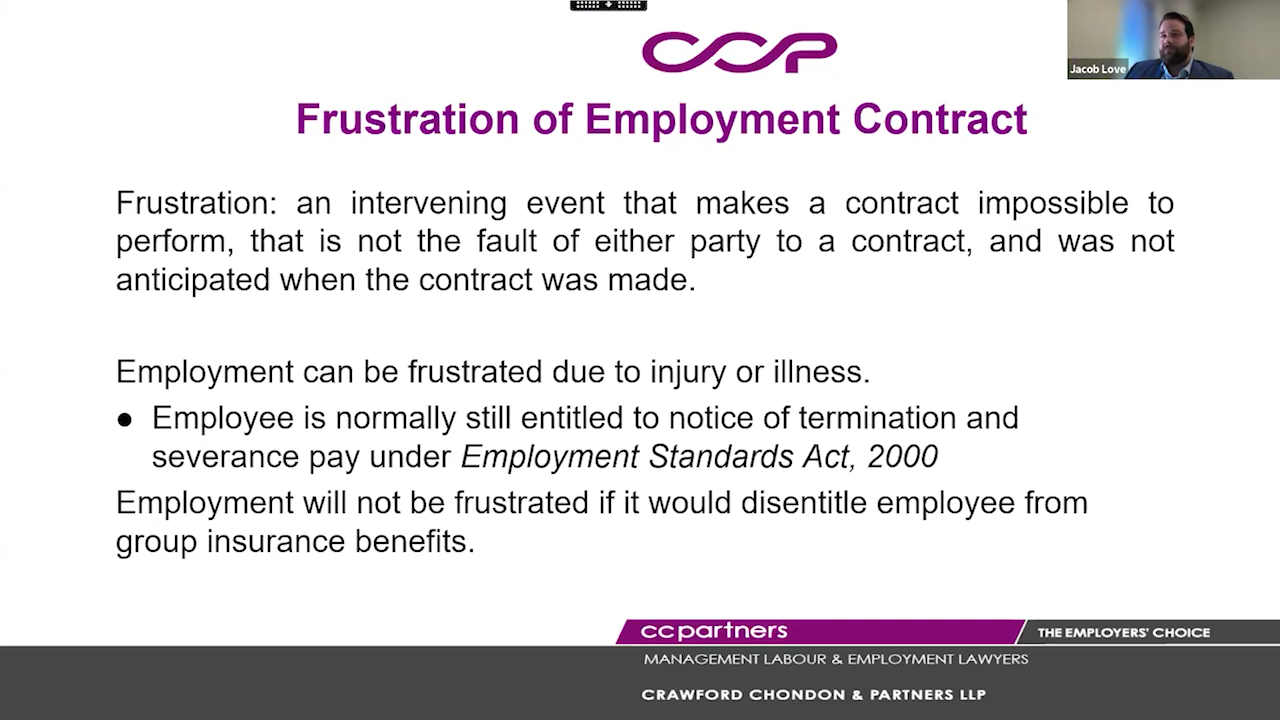 CCP
Jacob Love
Frustration of Employment Contract
Frustration: an intervening event that makes a contract impossible to
perform, that is not the fault of either party to a contract, and was not
anticipated when the contract was made.
Employment can be frustrated due to injury or illness.
● Employee is normally still entitled to notice of termination and
severance pay under Employment Standards Act, 2000
Employment will not be frustrated if it would disentitle employee from
group insurance benefits.
ccpartners
THE EMPLOYERS' CHOICE
MANAGEMENT LABOUR & EMPLOYMENT LAWYERS
CRAWFORD CHONDON & PARTNERS LLP